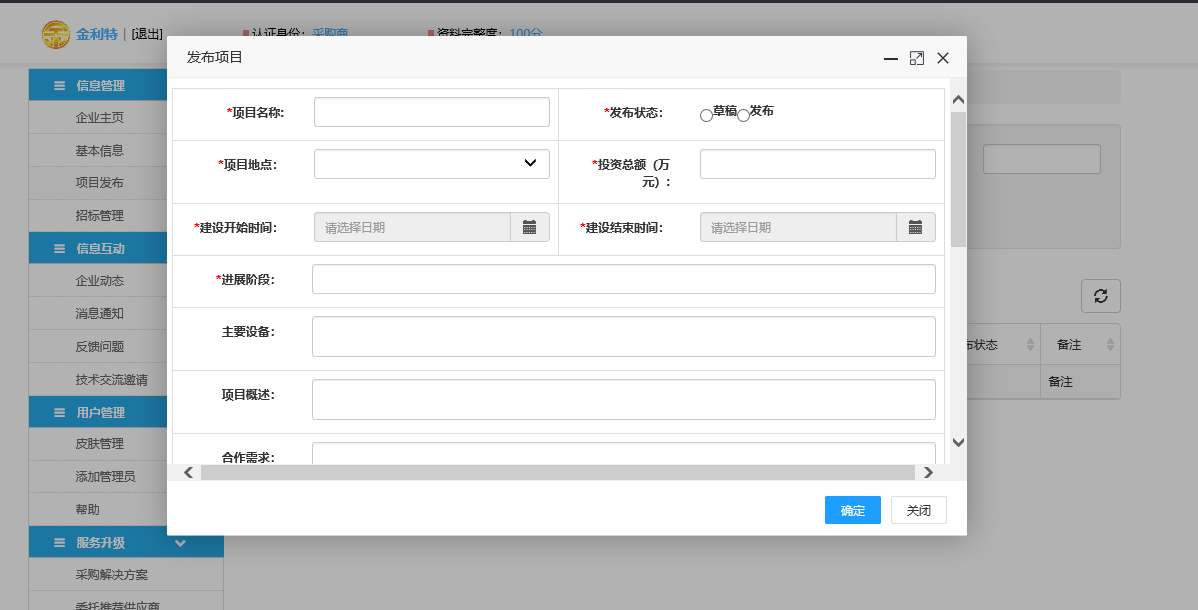 金利特 | [退出]
认证身份: 采购商
资料完整度: 100分
信息管理
企业主页
基本信息
项目发布
招标管理
信息互动
企业动态
消息通知
反馈问题
技术交流邀请
用户管理
皮肤管理
添加管理员
帮助
服务升级
采购解决方案
委托推荐供应商
发布项目
*项目名称:
*发布状态:
草稿 发布
*项目地点:
*投资总额（万
元）:
*建设开始时间:
请选择日期
*建设结束时间:
请选择日期
*进展阶段:
主要设备:
项目概述:
合作需求:
确定
关闭
布状态
备注
备注